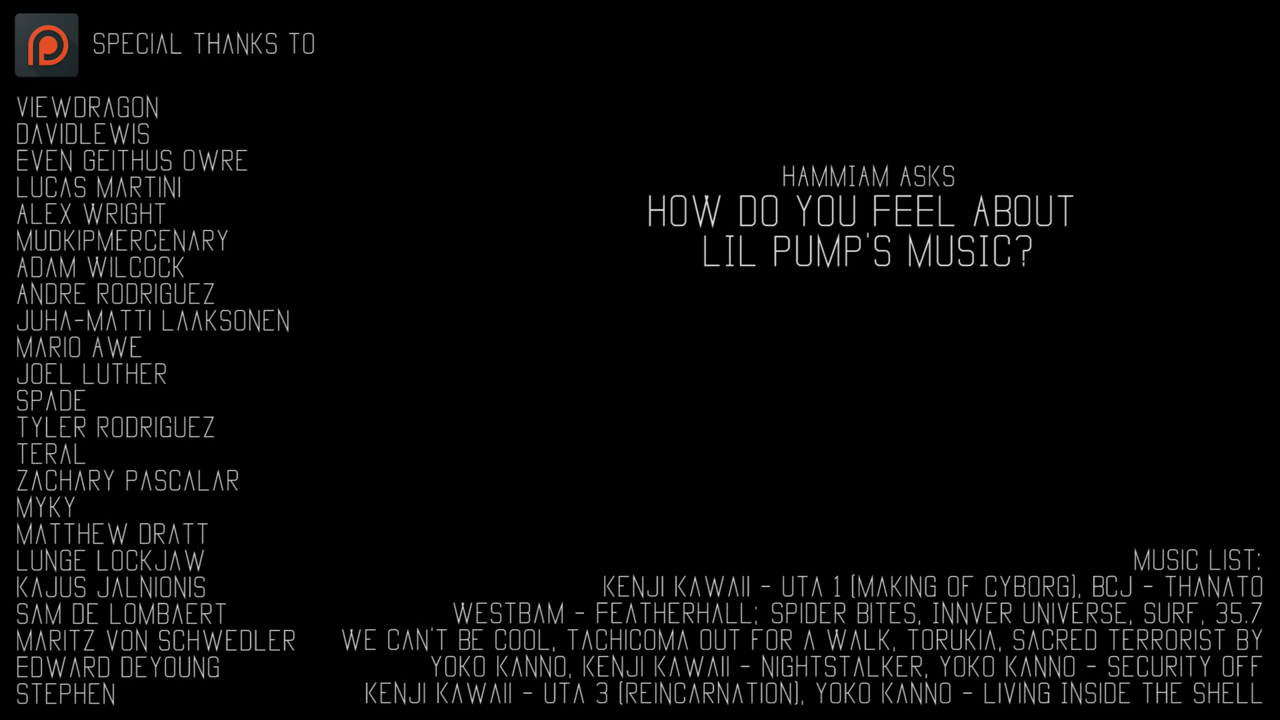 SPECIAL THANKS TO
VIEWDRAGON
DAVIDLEWIS
EVEN GEITHUS OWRE
LUCAS MARTINI
ALEX WRIGHT
MUDKIPMERCENARY
ADAM WILCOCK
ANDRE RODRIGUEZ
JUHA-MATTI LAAKSONEN
MARIO AWE
JOEL LUTHER
SPADE
TYLER RODRIGUEZ
TERAL
ZACHARY PASCALAR
MYKY
MATTHEW DRATT
LUNGE LOCKJAW
KAJUS JALNIONIS
SAM DE LOMBAERT
MARITZ VON SCHWEDLER
EDWARD DEYOUNG
STEPHEN
HAMMIAM ASKS
HOW DO YOU FEEL ABOUT
LIL PUMP'S MUSIC?
MUSIC LIST:
KENJI KAWAII - UTA 1 (MAKING OF CYBORG), BCJ - THANATO
WESTBAM - FEATHERHALL; SPIDER BITES, INNVER UNIVERSE, SURF, 35.7
WE CAN'T BE COOL, TACHICOMA OUT FOR A WALK, TORUKIA, SACRED TERRORIST BY
YOKO KANNO, KENJI KAWAII - NIGHTSTALKER, YOKO KANNO - SECURITY OFF
KENJI KAWAII - UTA 3 (REINCARNATION), YOKO KANNO - LIVING INSIDE THE SHELL